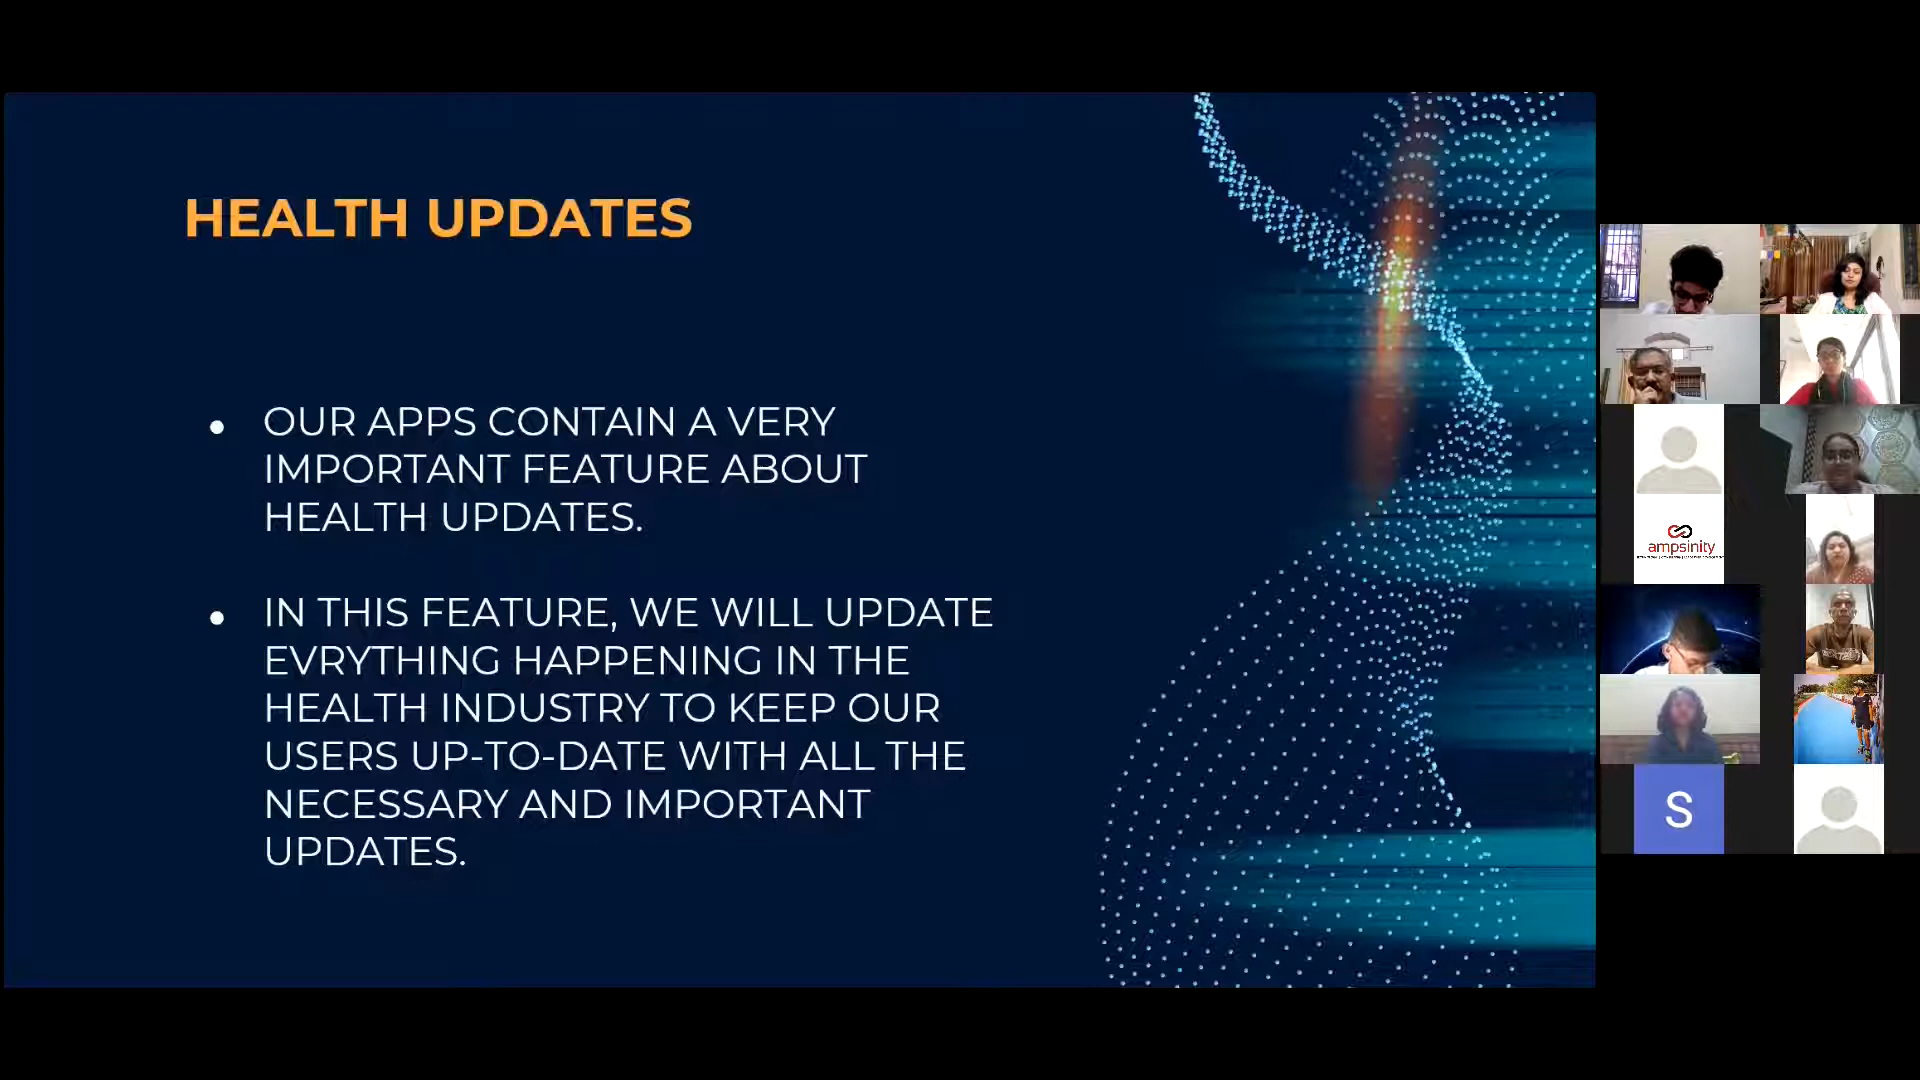 HEALTH UPDATES
● OUR APPS CONTAIN A VERY
IMPORTANT FEATURE ABOUT
HEALTH UPDATES.
● IN THIS FEATURE, WE WILL UPDATE
EVRYTHING HAPPENING IN THE
HEALTH INDUSTRY TO KEEP OUR
USERS UP-TO-DATE WITH ALL THE
NECESSARY AND IMPORTANT
UPDATES.
ampsinity
S